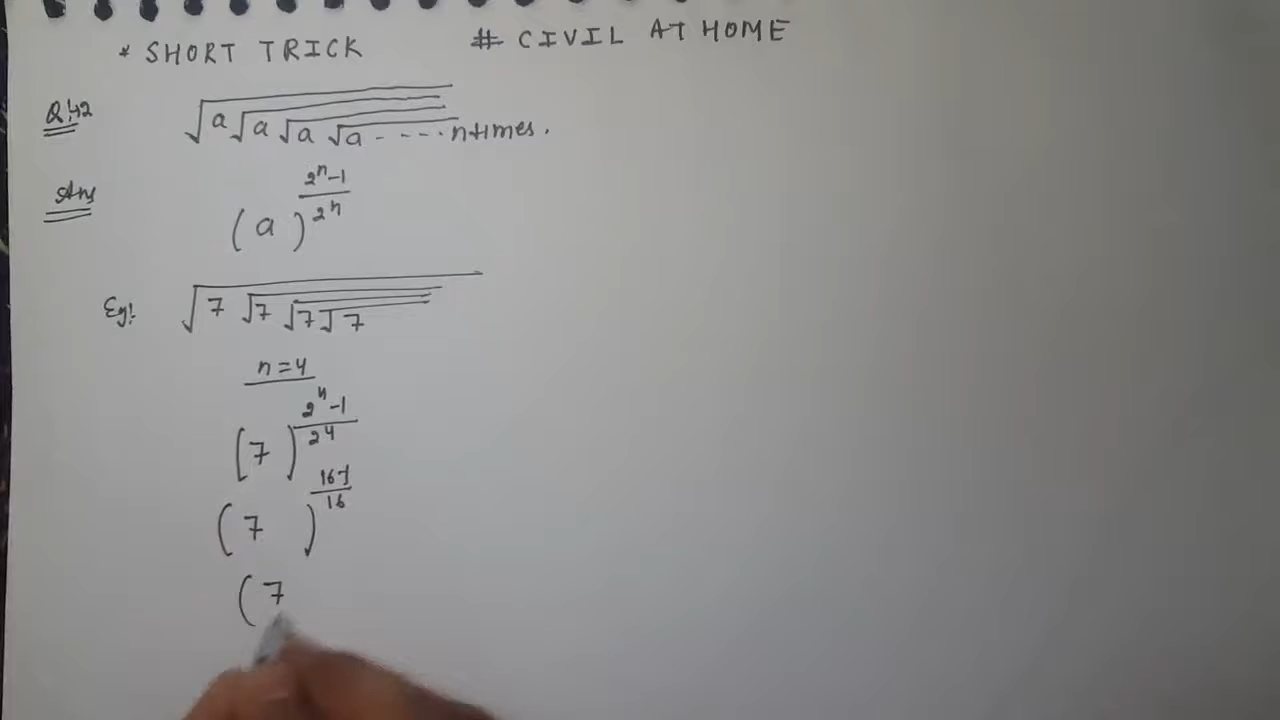 * SHORT TRICK # CIVIL AT HOME
Q.42 √a√a√a√a - - - - n times.
Ans (a)^(2^n-1)/(2^n)
Eg: √7√7√7√7
n=4
(7)^(2^4-1)/(2^4)
(7)^(16-1)/(16)
(7